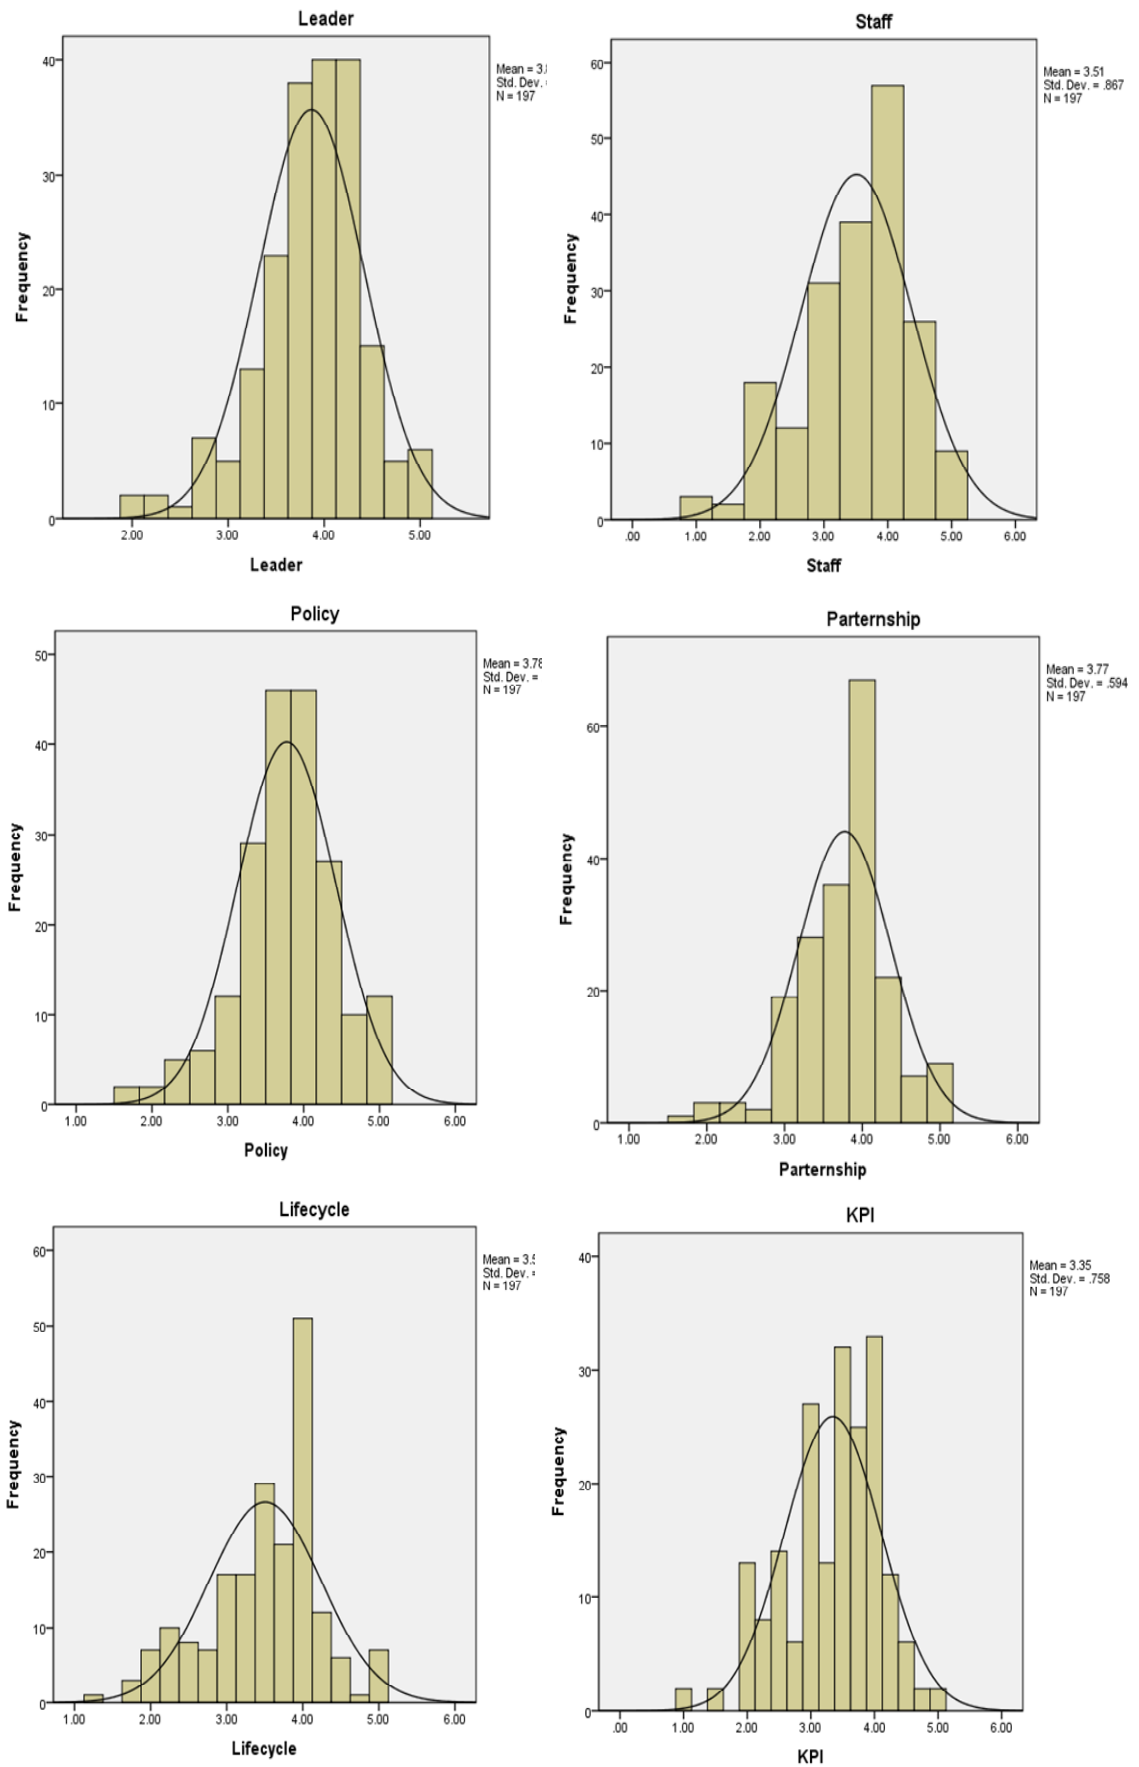 Leader
Mean = 3.
Std. Dev.
N = 197
Frequency
40
30
20
10
0
2.00 3.00 4.00 5.00
Leader
Staff
Mean = 3.51
Std. Dev. = .867
N = 197
Frequency
60
50
40
30
20
10
0
.00 1.00 2.00 3.00 4.00 5.00 6.00
Staff
Policy
Mean = 3.78
Std. Dev. =
N = 197
Frequency
50
40
30
20
10
0
1.00 2.00 3.00 4.00 5.00 6.00
Policy
Parternship
Mean = 3.77
Std. Dev. = .594
N = 197
Frequency
60
40
20
0
1.00 2.00 3.00 4.00 5.00 6.00
Parternship
Lifecycle
Mean = 3.5
Std. Dev. =
N = 197
Frequency
60
50
40
30
20
10
0
1.00 2.00 3.00 4.00 5.00 6.00
Lifecycle
KPI
Mean = 3.35
Std. Dev. = .758
N = 197
Frequency
40
30
20
10
0
.00 1.00 2.00 3.00 4.00 5.00 6.00
KPI